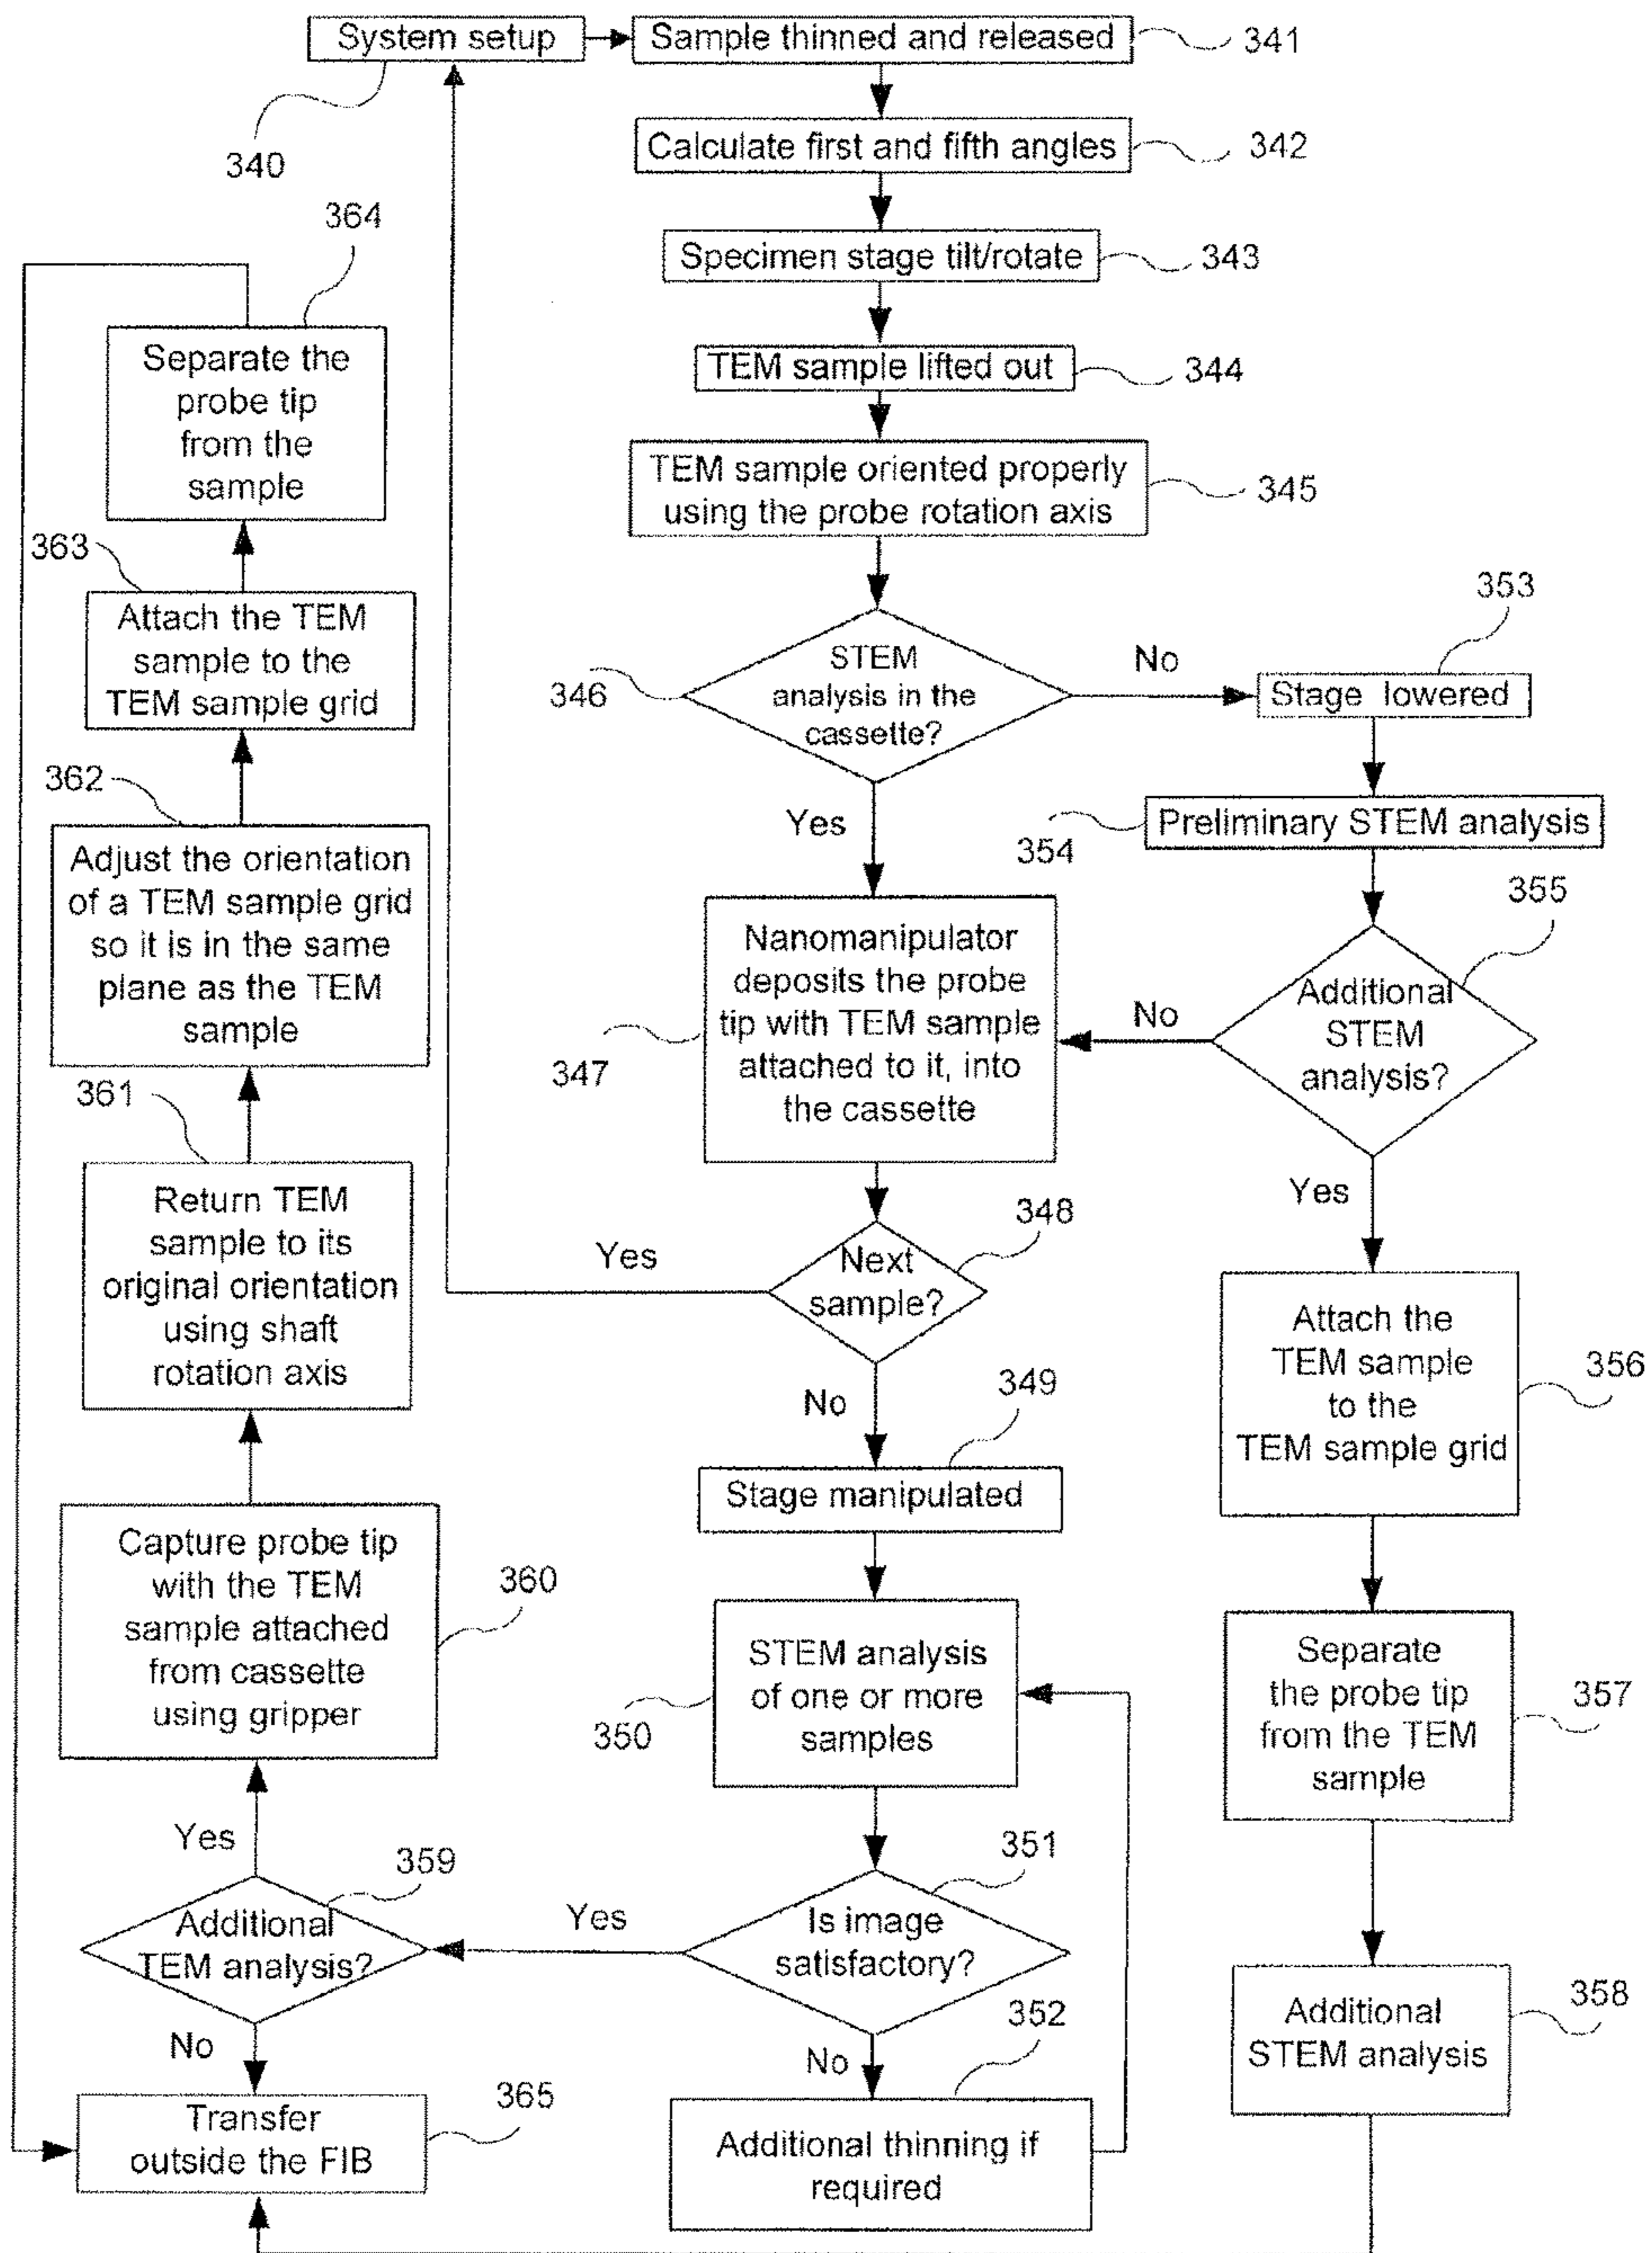 System setup
Sample thinned and released
341
340
Calculate first and fifth angles
342
Specimen stage tilt/rotate
343
TEM sample lifted out
344
TEM sample oriented properly
using the probe rotation axis
345
STEM
analysis in the
cassette?
346
No
Yes
353
Stage lowered
Preliminary STEM analysis
354
355
Additional
STEM
analysis?
No
Yes
Nanomanipulator
deposits the probe
tip with TEM sample
attached to it, into
the cassette
347
348
Next
sample?
Yes
No
349
Stage manipulated
STEM analysis
of one or more
samples
350
351
Is image
satisfactory?
Yes
No
352
Additional thinning if
required
Attach the
TEM sample
to the
TEM sample grid
356
Separate
the probe tip
from the TEM
sample
357
Additional
STEM analysis
358
359
Additional
TEM analysis?
Yes
No
Capture probe tip
with the TEM
sample attached
from cassette
using gripper
360
361
Return TEM
sample to its
original orientation
using shaft
rotation axis
362
Adjust the orientation
of a TEM sample grid
so it is in the same
plane as the TEM
sample
363
Attach the TEM
sample to the
TEM sample grid
364
Separate the
probe tip
from the
sample
365
Transfer
outside the FIB